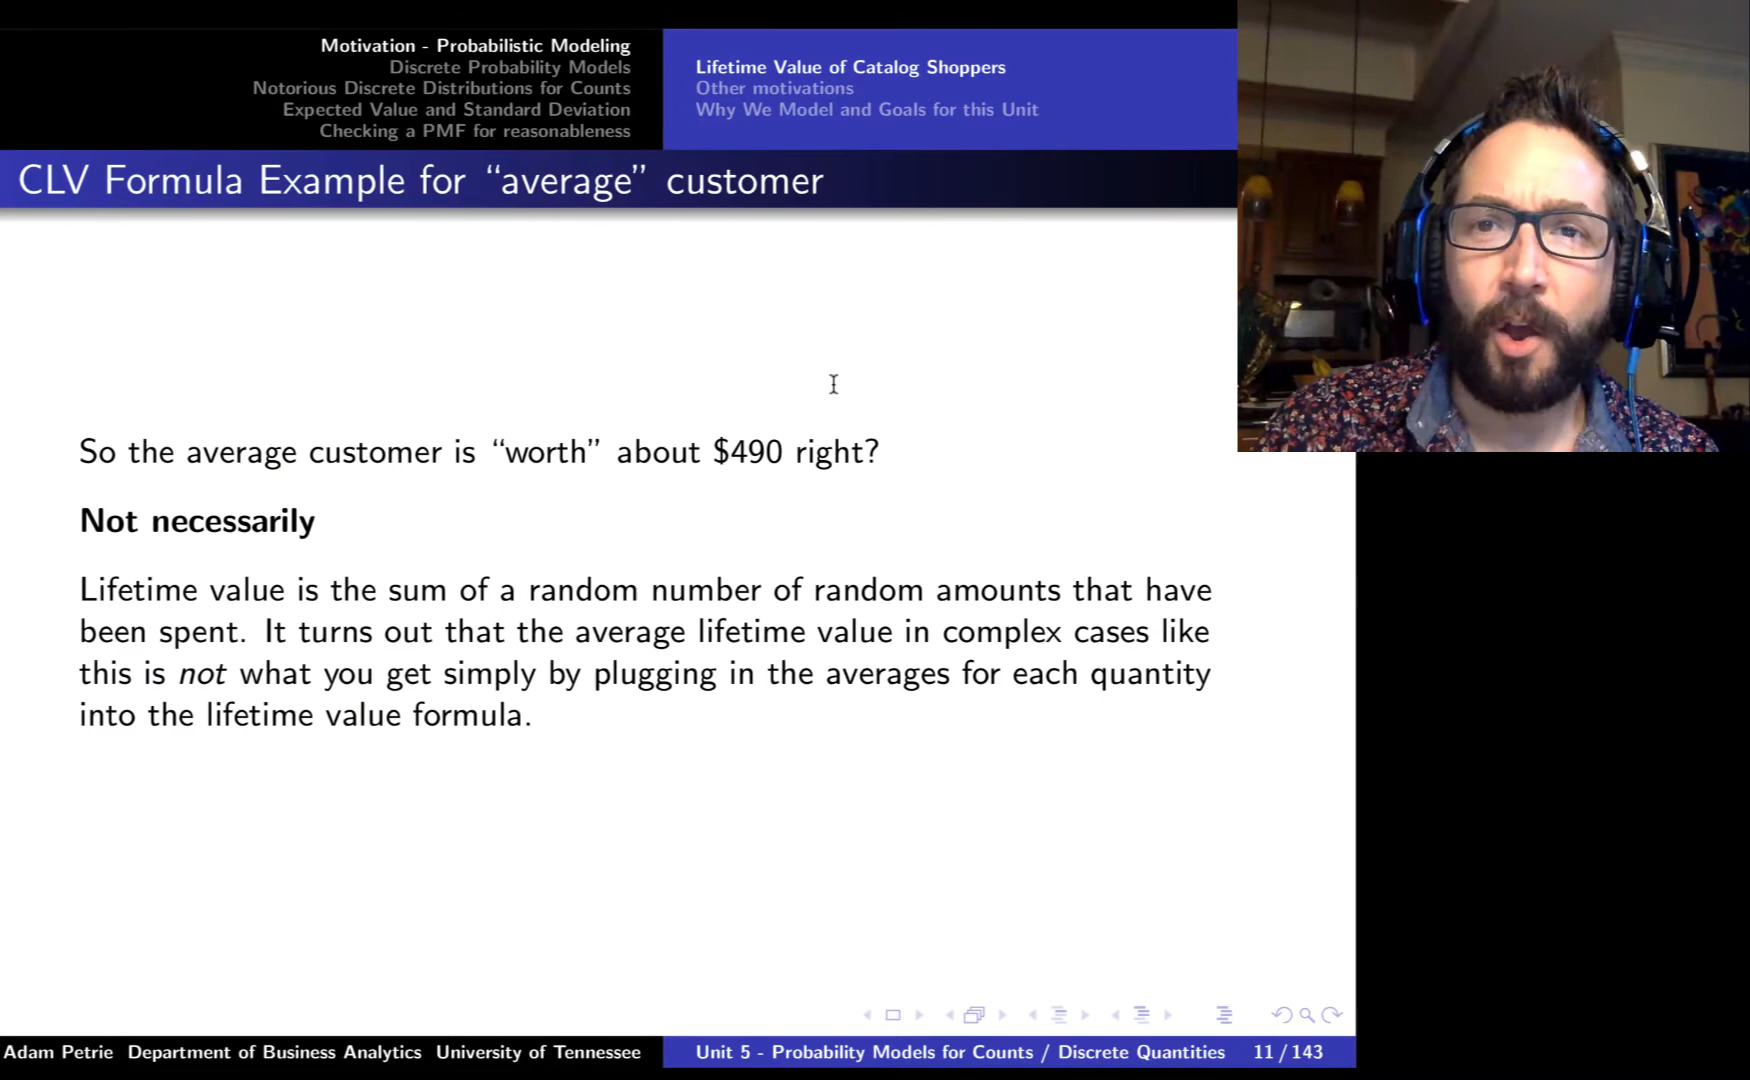 Motivation - Probabilistic Modeling
Discrete Probability Models
Notorious Discrete Distributions for Counts
Expected Value and Standard Deviation
Checking a PMF for reasonableness
Lifetime Value of Catalog Shoppers
Other motivations
Why We Model and Goals for this Unit
CLV Formula Example for “average” customer
So the average customer is “worth” about $490 right?
Not necessarily
Lifetime value is the sum of a random number of random amounts that have
been spent. It turns out that the average lifetime value in complex cases like
this is not what you get simply by plugging in the averages for each quantity
into the lifetime value formula.
Adam Petrie Department of Business Analytics University of Tennessee
Unit 5 - Probability Models for Counts / Discrete Quantities 11 / 143